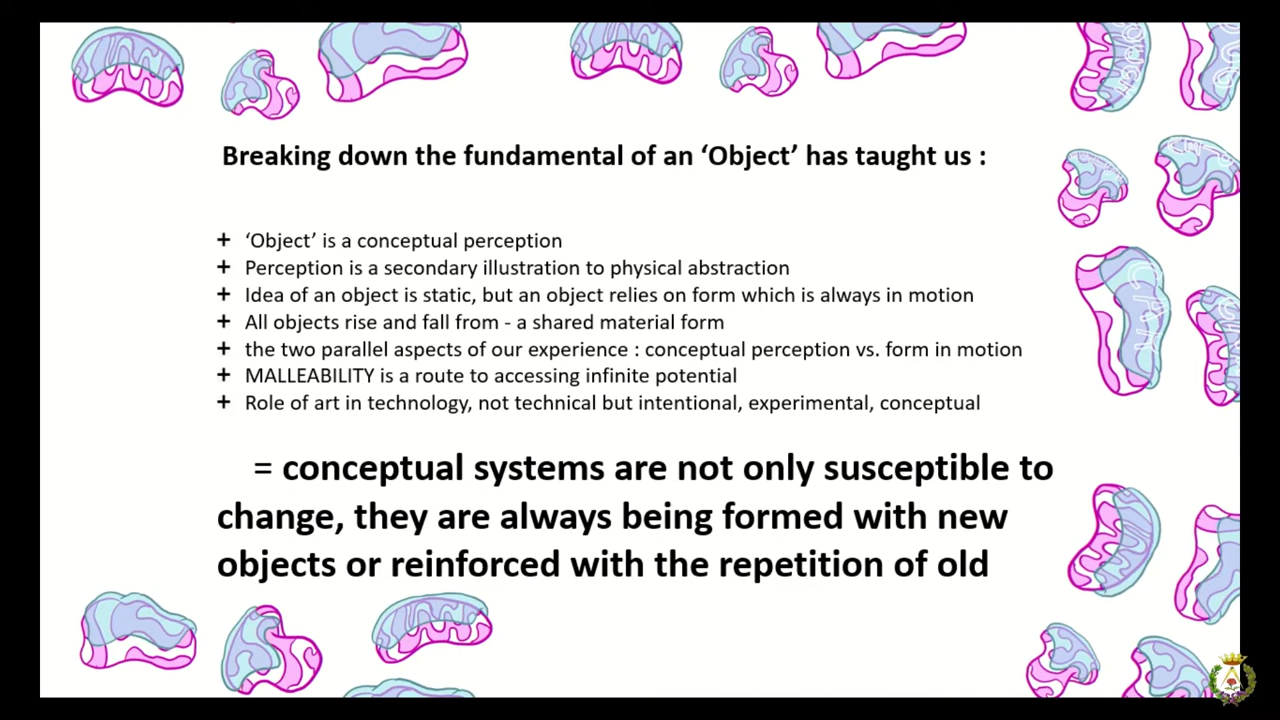 Breaking down the fundamental of an ‘Object’ has taught us :
+ ‘Object’ is a conceptual perception
+ Perception is a secondary illustration to physical abstraction
+ Idea of an object is static, but an object relies on form which is always in motion
+ All objects rise and fall from - a shared material form
+ the two parallel aspects of our experience : conceptual perception vs. form in motion
+ MALLEABILITY is a route to accessing infinite potential
+ Role of art in technology, not technical but intentional, experimental, conceptual
= conceptual systems are not only susceptible to
change, they are always being formed with new
objects or reinforced with the repetition of old